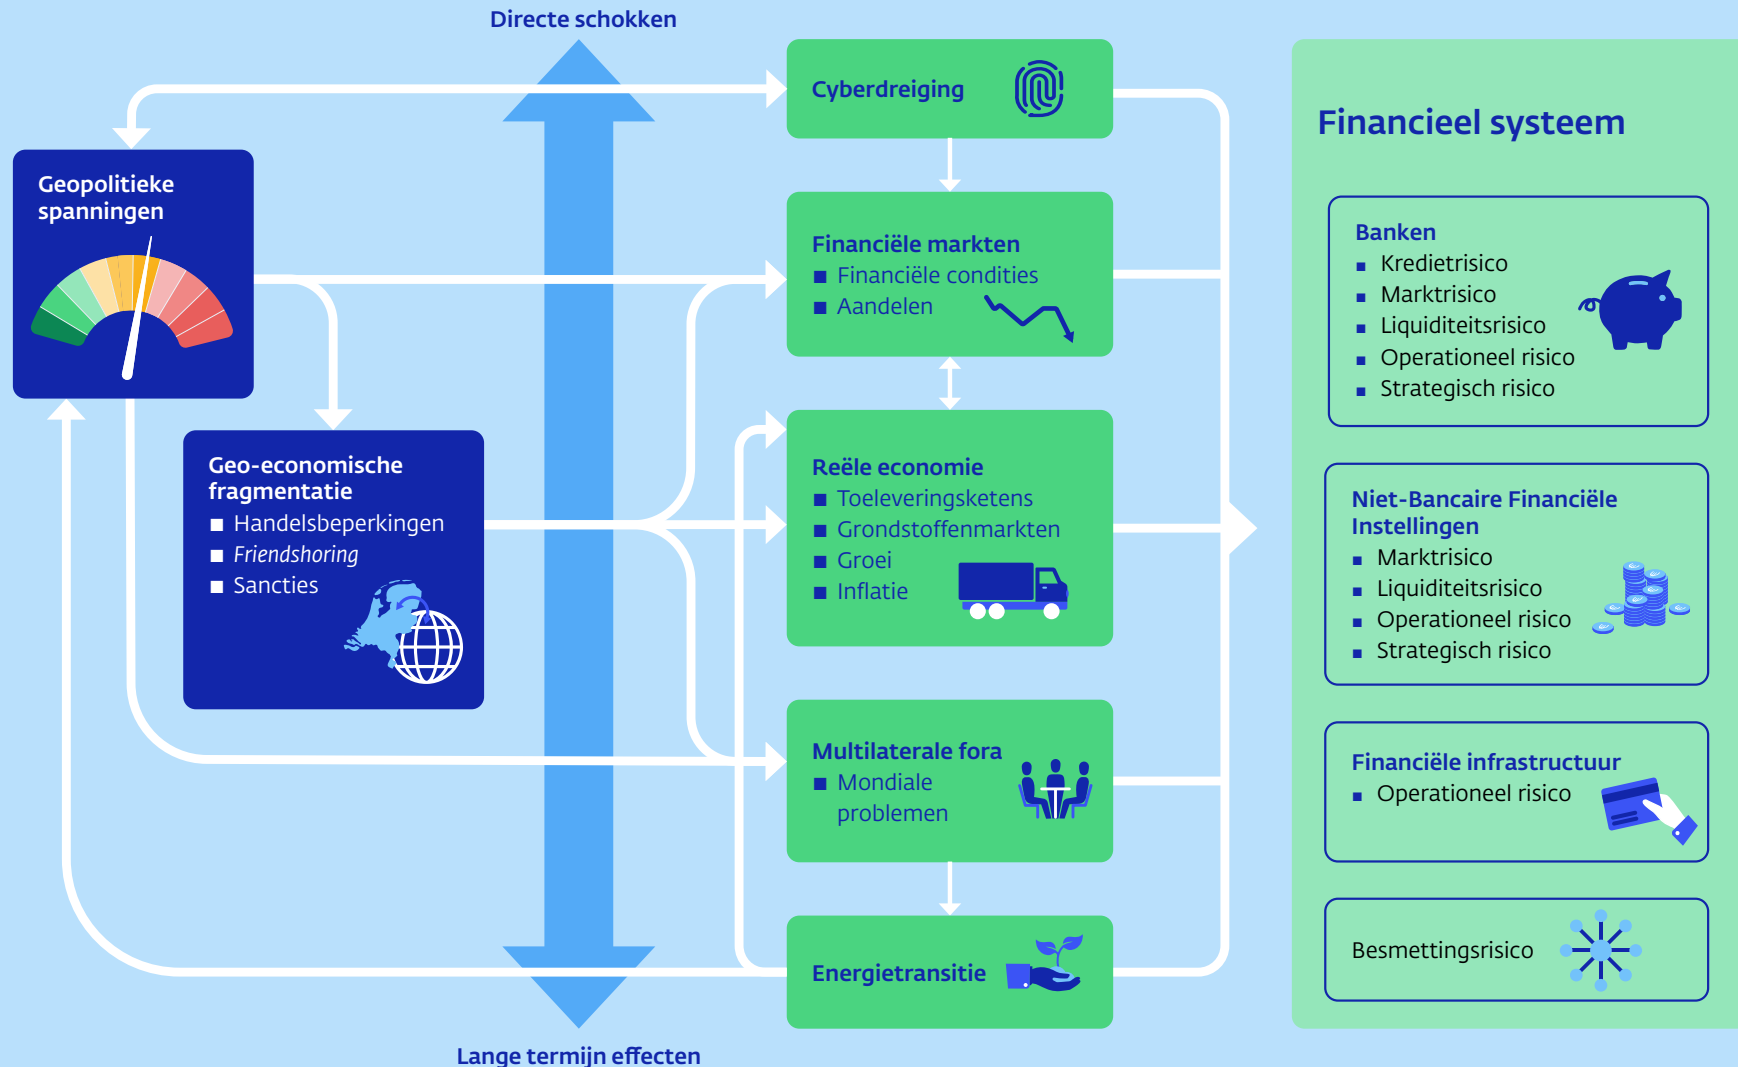 Directe schokken
Geopolitieke
spanningen
Geo-economische
fragmentatie
■ Handelsbeperkingen
■ Friendshoring
■ Sancties
Cyberdreiging
Financiële markten
■ Financiële condities
■ Aandelen
Reële economie
■ Toeleveringsketens
■ Grondstoffenmarkten
■ Groei
■ Inflatie
Multilaterale fora
■ Mondiale
problemen
Energietransitie
Lange termijn effecten
Financieel systeem
Banken
■ Kredietrisico
■ Marktrisico
■ Liquiditeitsrisico
■ Operationeel risico
■ Strategisch risico
Niet-Bancaire Financiële
Instellingen
■ Marktrisico
■ Liquiditeitsrisico
■ Operationeel risico
■ Strategisch risico
Financiële infrastructuur
■ Operationeel risico
Besmettingsrisico